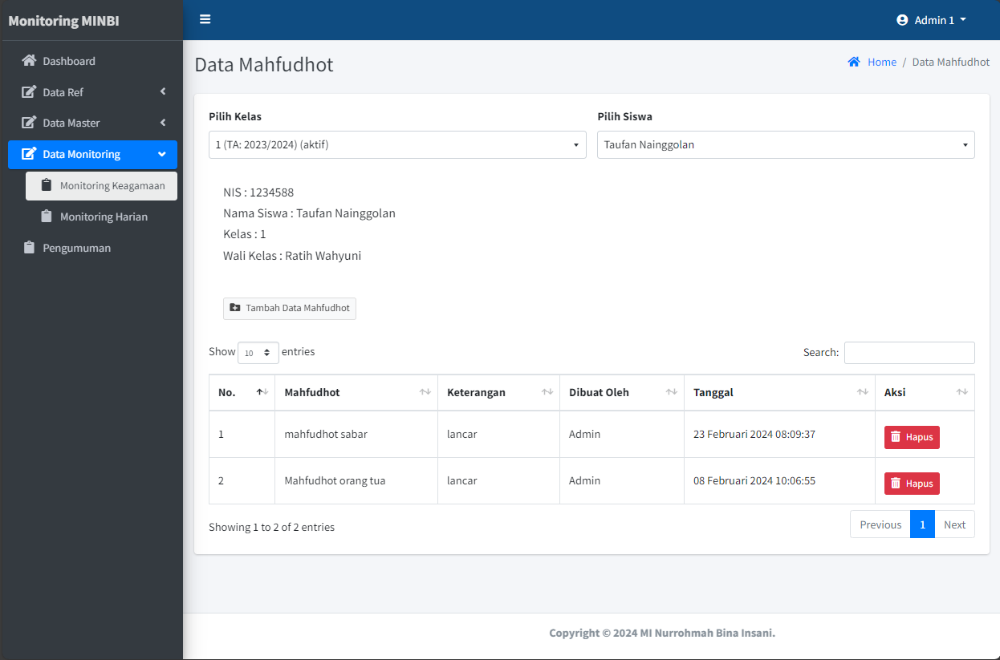 Monitoring MINBI
Admin 1
Dashboard
Data Ref
Data Master
Data Monitoring
Monitoring Keagamaan
Monitoring Harian
Pengumuman
Data Mahfudhot
Home / Data Mahfudhot
Pilih Kelas
1 (TA: 2023/2024) (aktif)
Pilih Siswa
Taufan Nainggolan
NIS : 1234588
Nama Siswa : Taufan Nainggolan
Kelas : 1
Wali Kelas : Ratih Wahyuni
Tambah Data Mahfudhot
Show 10 entries
Search:
No. Mahfudhot Keterangan Dibuat Oleh Tanggal Aksi
1 mahfudhot sabar lancar Admin 23 Februari 2024 08:09:37 Hapus
2 Mahfudhot orang tua lancar Admin 08 Februari 2024 10:06:55 Hapus
Showing 1 to 2 of 2 entries
Previous 1 Next
Copyright © 2024 MI Nurrohmah Bina Insani.